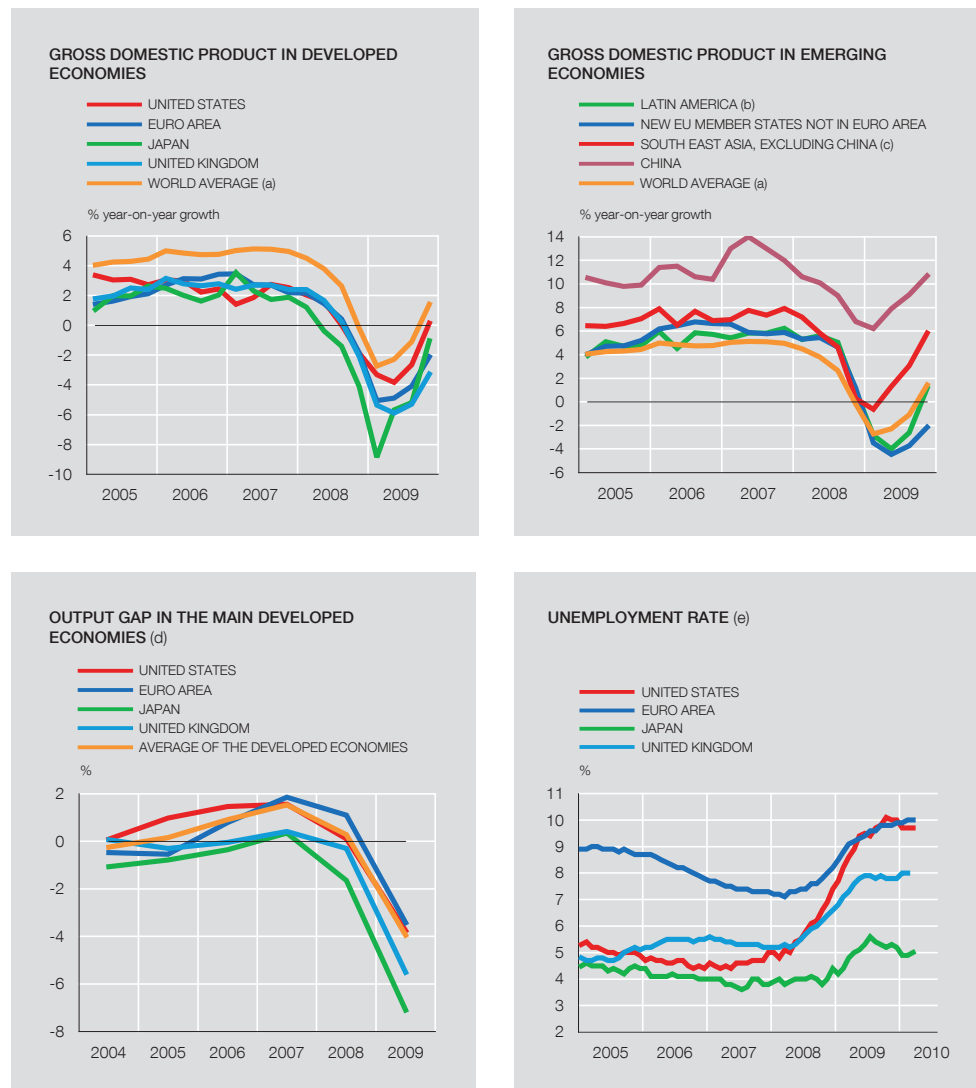 GROSS DOMESTIC PRODUCT IN DEVELOPED
ECONOMIES
UNITED STATES
EURO AREA
JAPAN
UNITED KINGDOM
WORLD AVERAGE (a)
% year-on-year growth
6
4
2
0
-2
-4
-6
-8
-10
2005 2006 2007 2008 2009
GROSS DOMESTIC PRODUCT IN EMERGING
ECONOMIES
LATIN AMERICA (b)
NEW EU MEMBER STATES NOT IN EURO AREA
SOUTH EAST ASIA, EXCLUDING CHINA (c)
CHINA
WORLD AVERAGE (a)
% year-on-year growth
14
12
10
8
6
4
2
0
-2
-4
-6
2005 2006 2007 2008 2009
OUTPUT GAP IN THE MAIN DEVELOPED
ECONOMIES (d)
UNITED STATES
EURO AREA
JAPAN
UNITED KINGDOM
AVERAGE OF THE DEVELOPED ECONOMIES
%
2
0
-2
-4
-6
-8
2004 2005 2006 2007 2008 2009
UNEMPLOYMENT RATE (e)
UNITED STATES
EURO AREA
JAPAN
UNITED KINGDOM
%
11
10
9
8
7
6
5
4
3
2
2005 2006 2007 2008 2009 2010